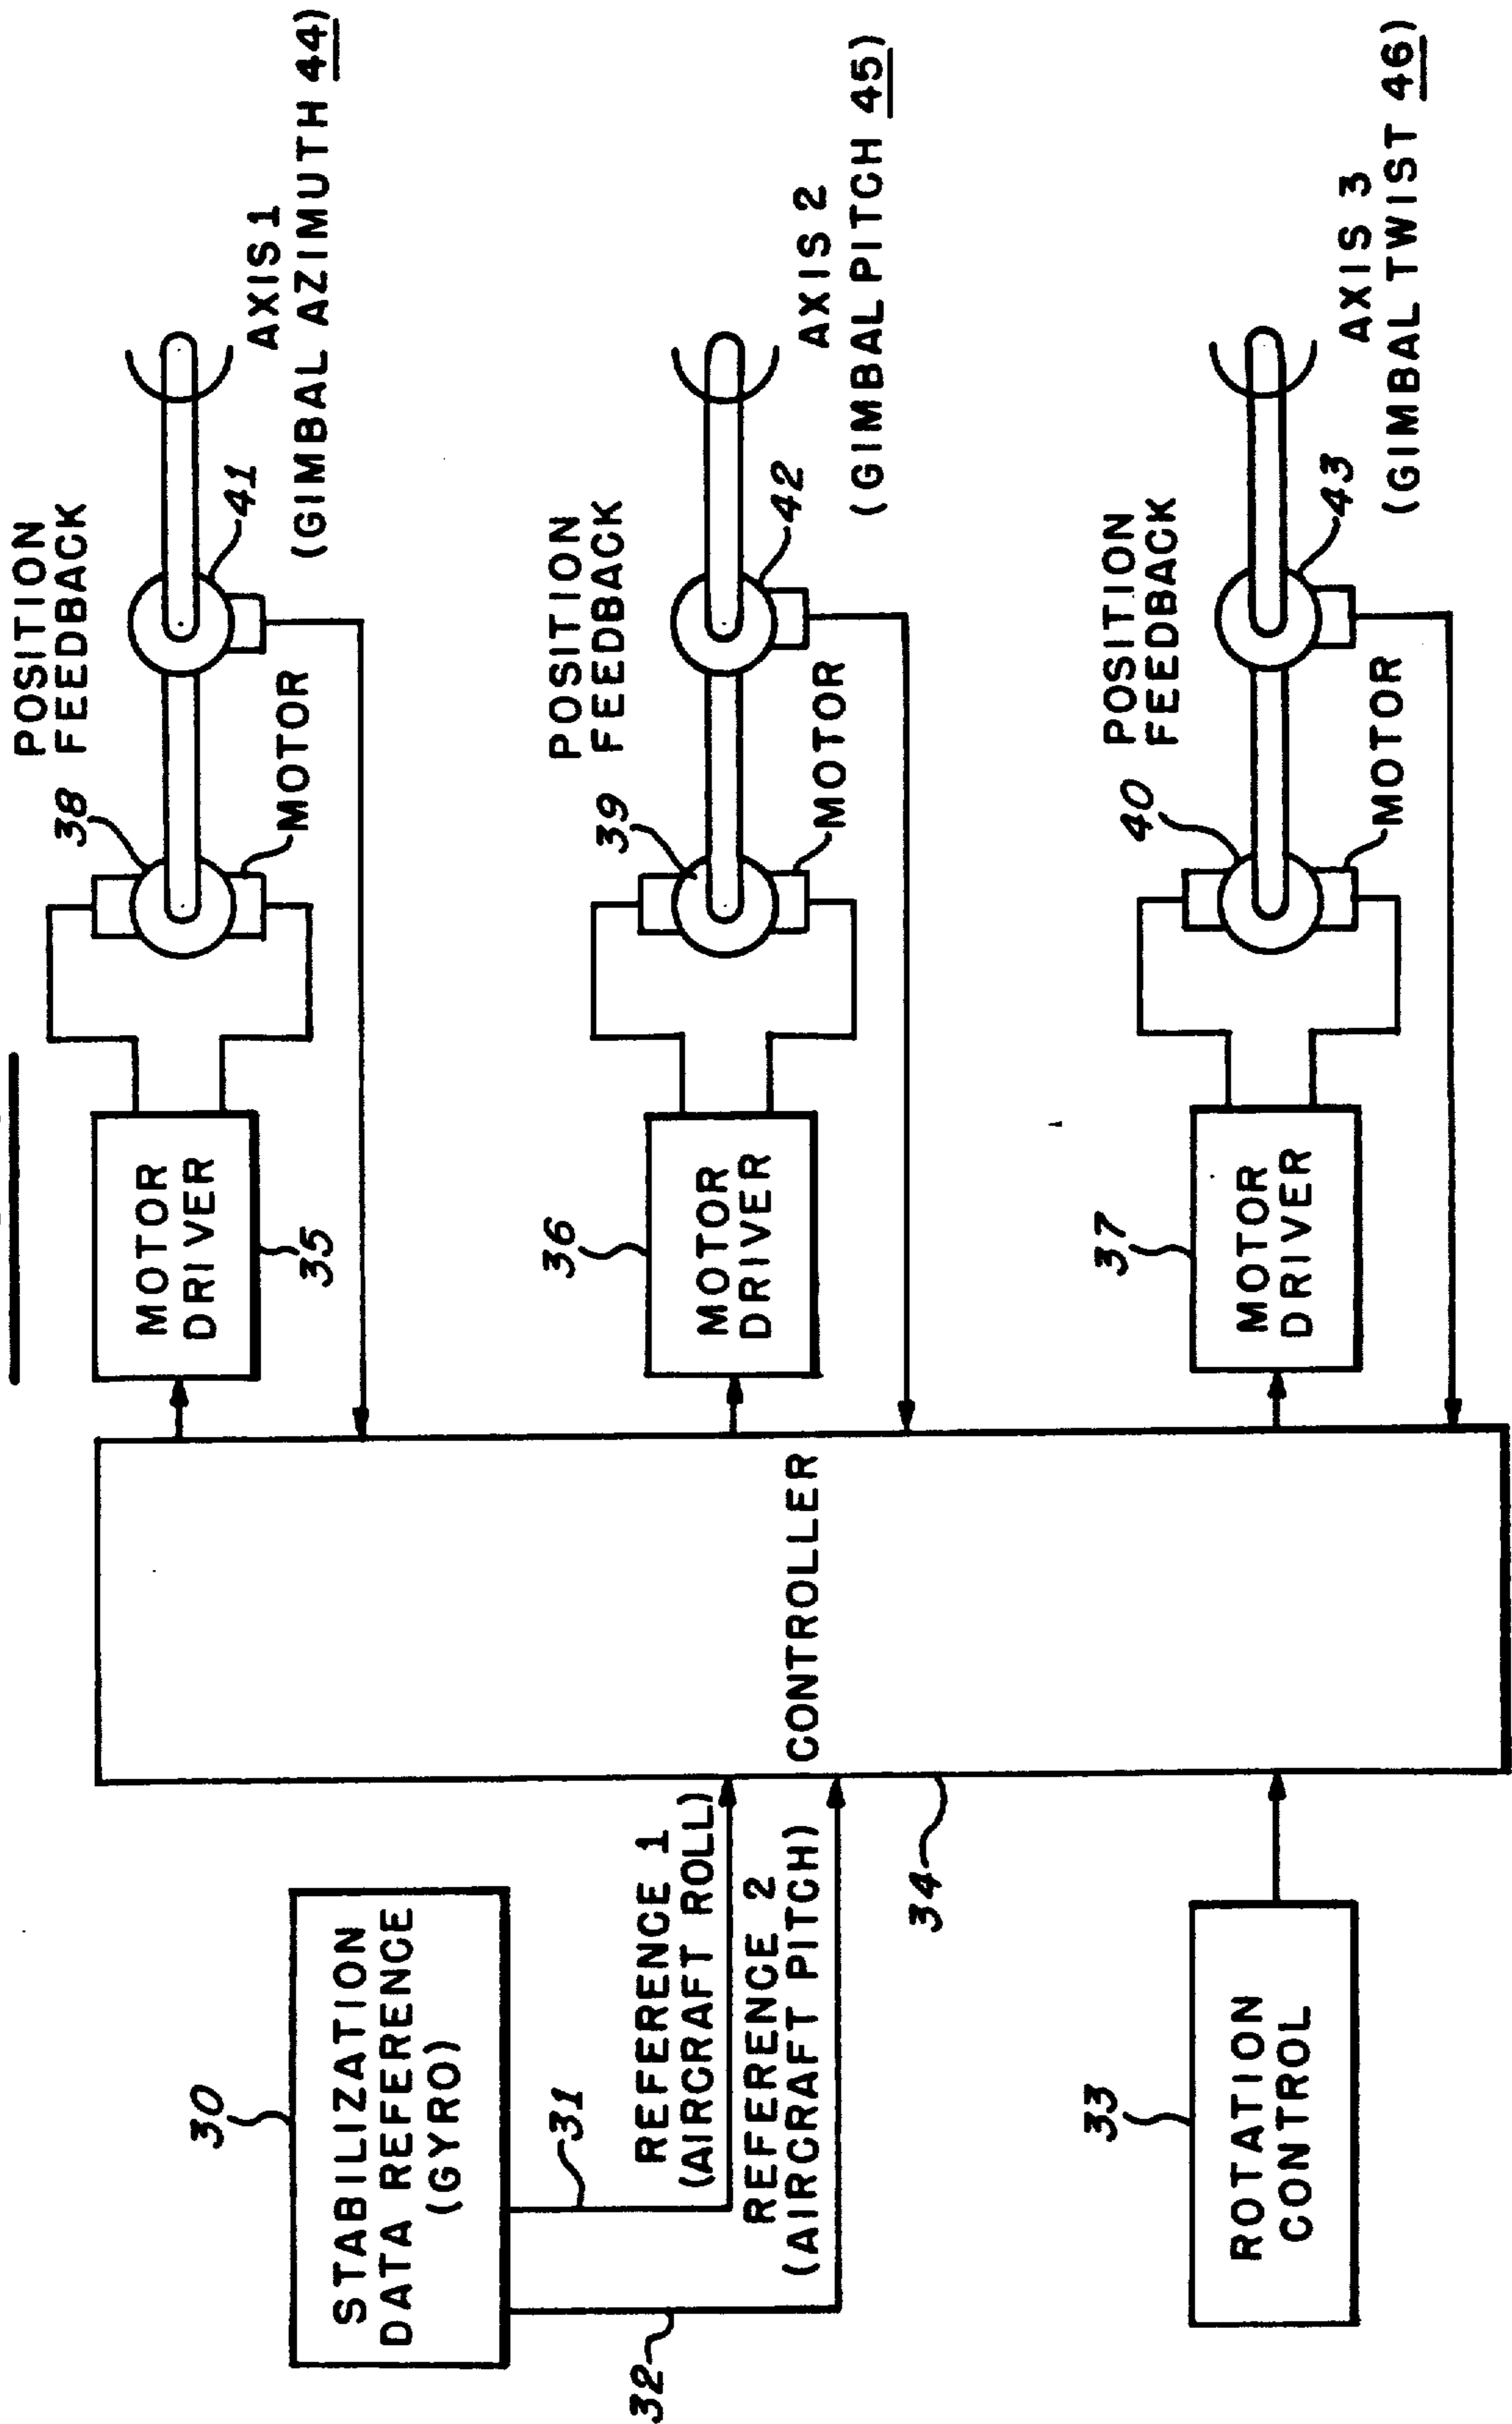 30
STABILIZATION
DATA REFERENCE
(GYRO)
31
32
REFERENCE 1
(AIRCRAFT ROLL)
REFERENCE 2
(AIRCRAFT PITCH)
33
ROTATION
CONTROL
34
CONTROLLER
MOTOR
DRIVER
35
38
MOTOR
POSITION
FEEDBACK
41
AXIS 1
(GIMBAL AZIMUTH 44)
36
MOTOR
DRIVER
39
MOTOR
POSITION
FEEDBACK
42
AXIS 2
(GIMBAL PITCH 45)
37
MOTOR
DRIVER
40
MOTOR
POSITION
FEEDBACK
43
AXIS 3
(GIMBAL TWIST 46)